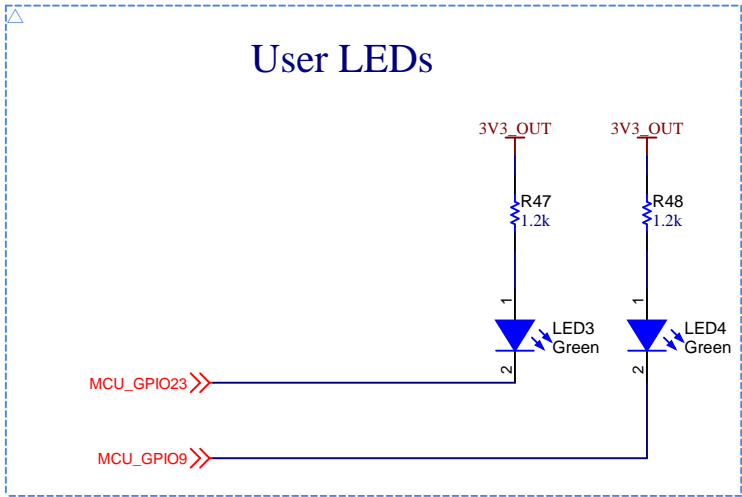 User LEDs
3V3_OUT
3V3_OUT
R47
1.2k
R48
1.2k
1
1
LED3
Green
LED4
Green
2
2
MCU_GPIO23
MCU_GPIO9